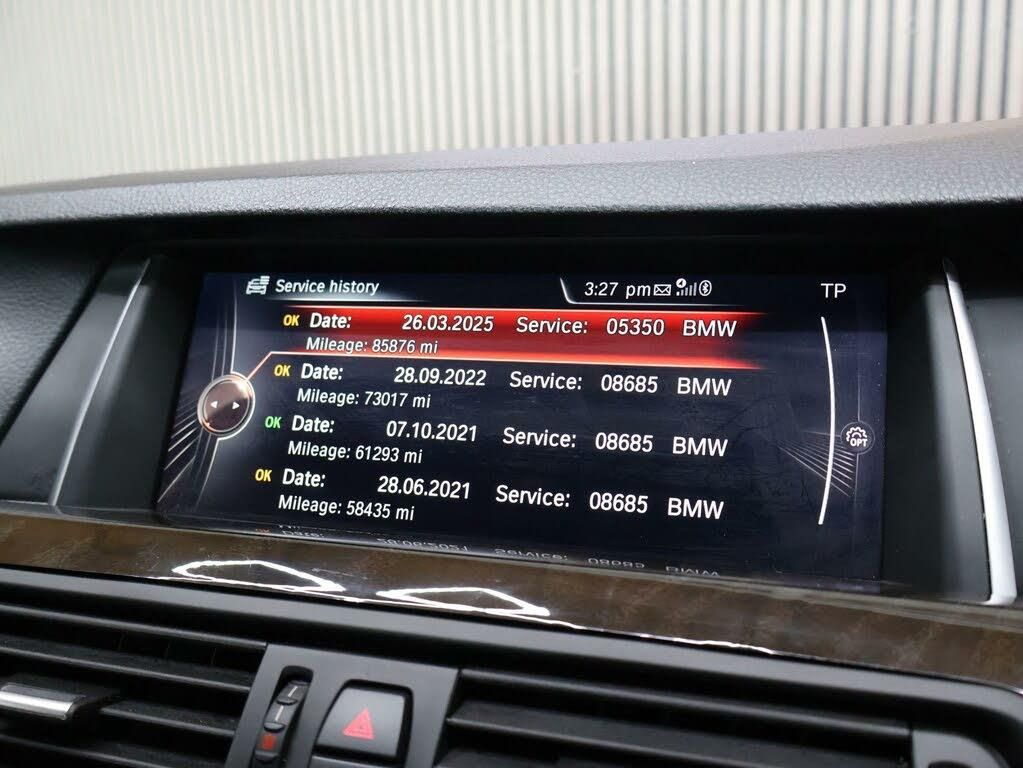 Service history 3:27 pm TP
OK Date: 26.03.2025 Service: 05350 BMW
Mileage: 85876 mi
OK Date: 28.09.2022 Service: 08685 BMW
Mileage: 73017 mi
OK Date: 07.10.2021 Service: 08685 BMW
Mileage: 61293 mi
OPT
OK Date: 28.06.2021 Service: 08685 BMW
Mileage: 58435 mi